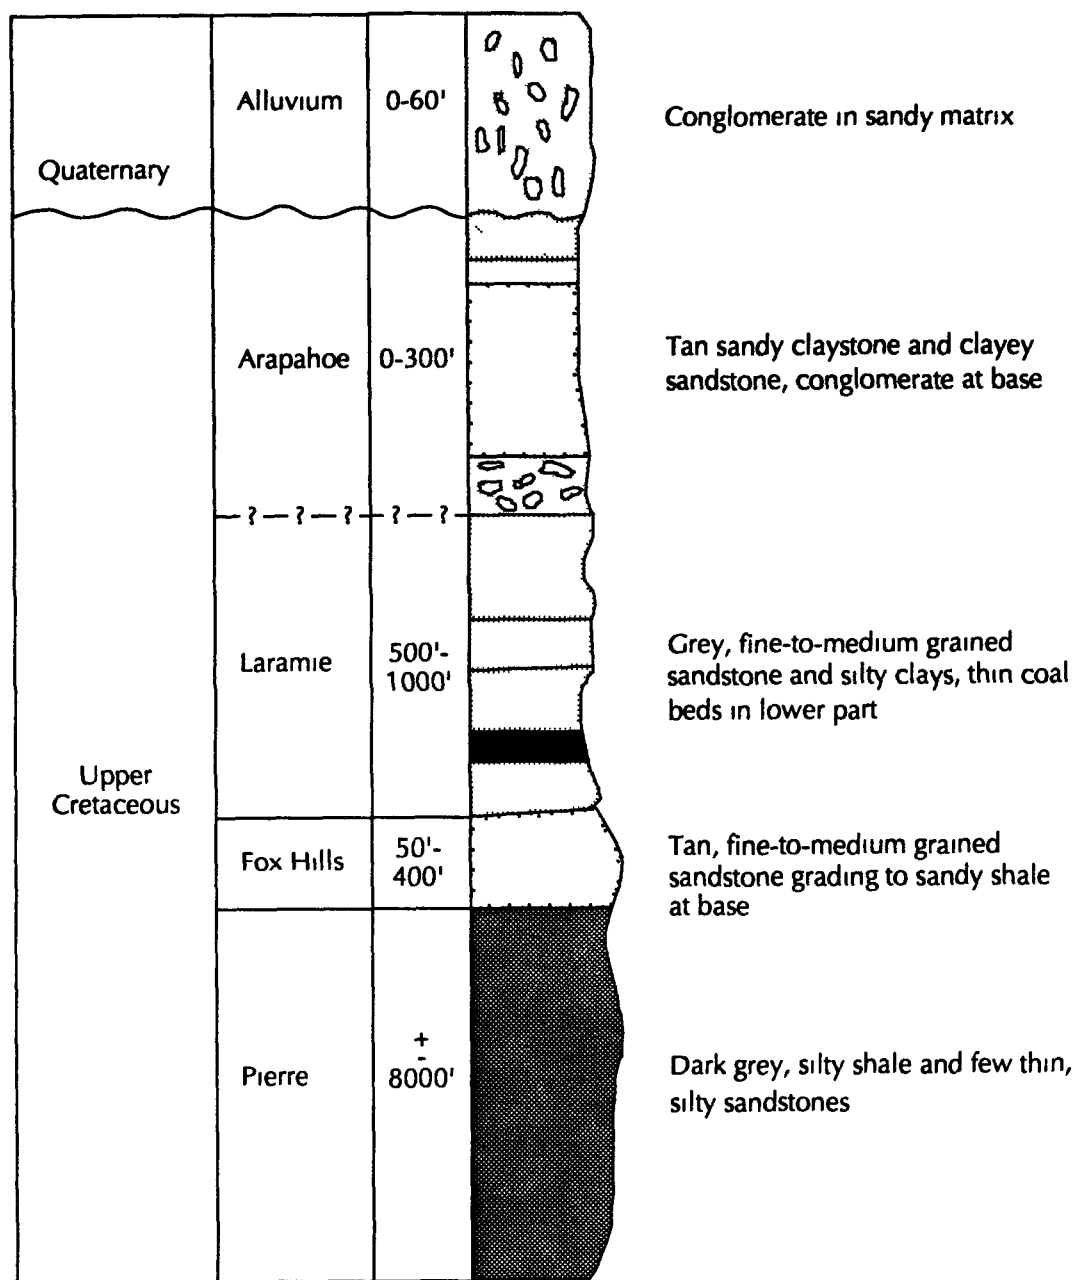 Alluvium
0-60'
Conglomerate in sandy matrix
Quaternary
Arapahoe
0-300'
Tan sandy claystone and clayey
sandstone, conglomerate at base
? ? ? ? ?
Laramie
500'-
1000'
Grey, fine-to-medium grained
sandstone and silty clays, thin coal
beds in lower part
Upper
Cretaceous
Fox Hills
50'-
400'
Tan, fine-to-medium grained
sandstone grading to sandy shale
at base
Pierre
+
-
8000'
Dark grey, silty shale and few thin,
silty sandstones